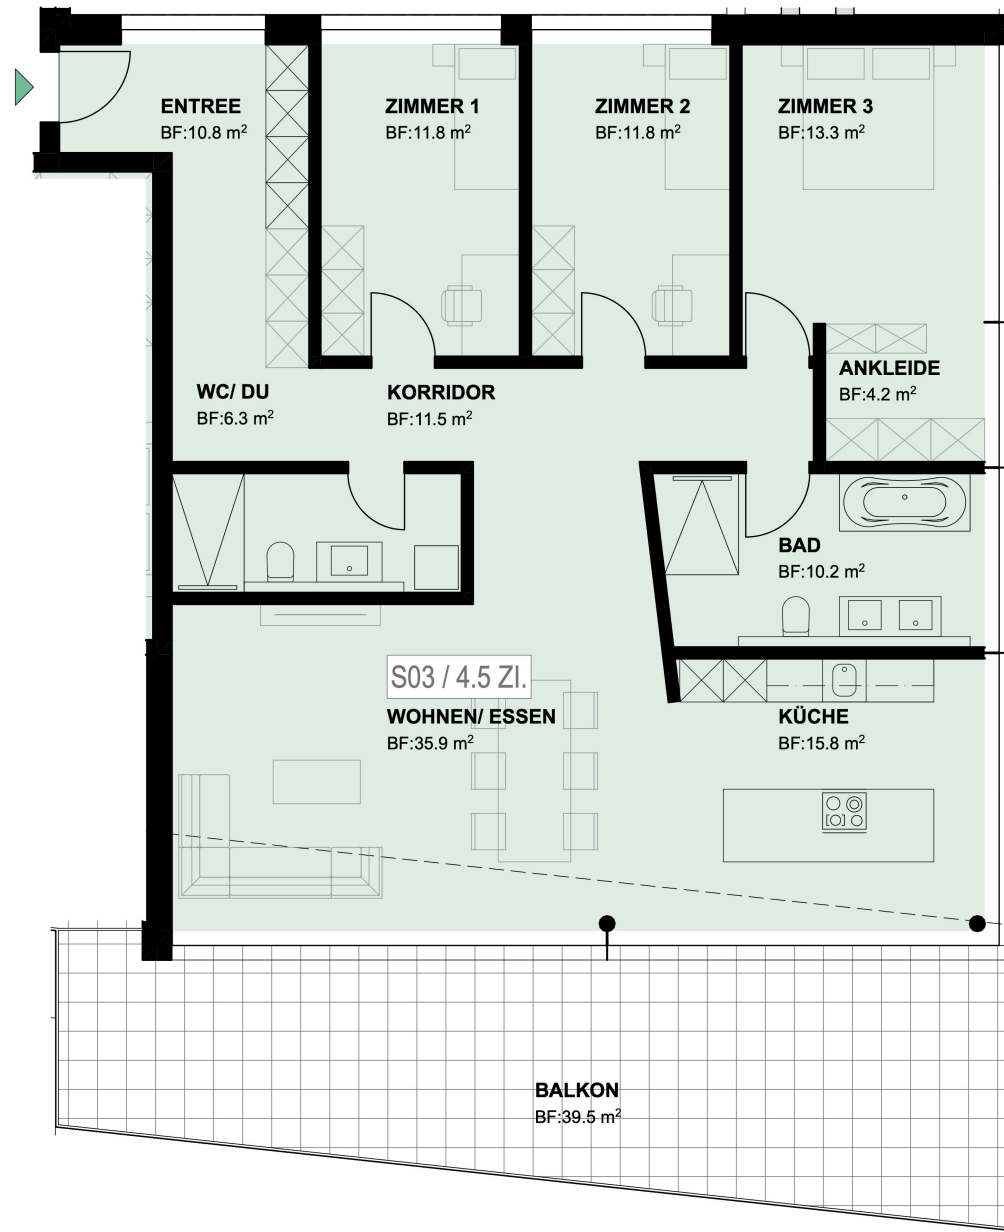 ENTREE
BF:10.8 m²
ZIMMER 1
BF:11.8 m²
ZIMMER 2
BF:11.8 m²
ZIMMER 3
BF:13.3 m²
WC/ DU
BF:6.3 m²
KORRIDOR
BF:11.5 m²
ANKLEIDE
BF:4.2 m²
BAD
BF:10.2 m²
S03 / 4.5 ZI.
WOHNEN/ ESSEN
BF:35.9 m²
KÜCHE
BF:15.8 m²
BALKON
BF:39.5 m²